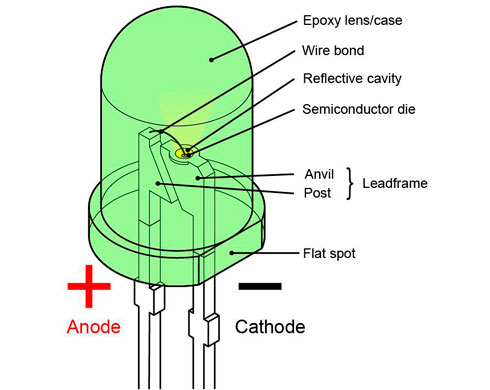 Epoxy lens/case
Wire bond
Reflective cavity
Semiconductor die
Anvil
Post
Leadframe
Flat spot
+
−
Anode
Cathode